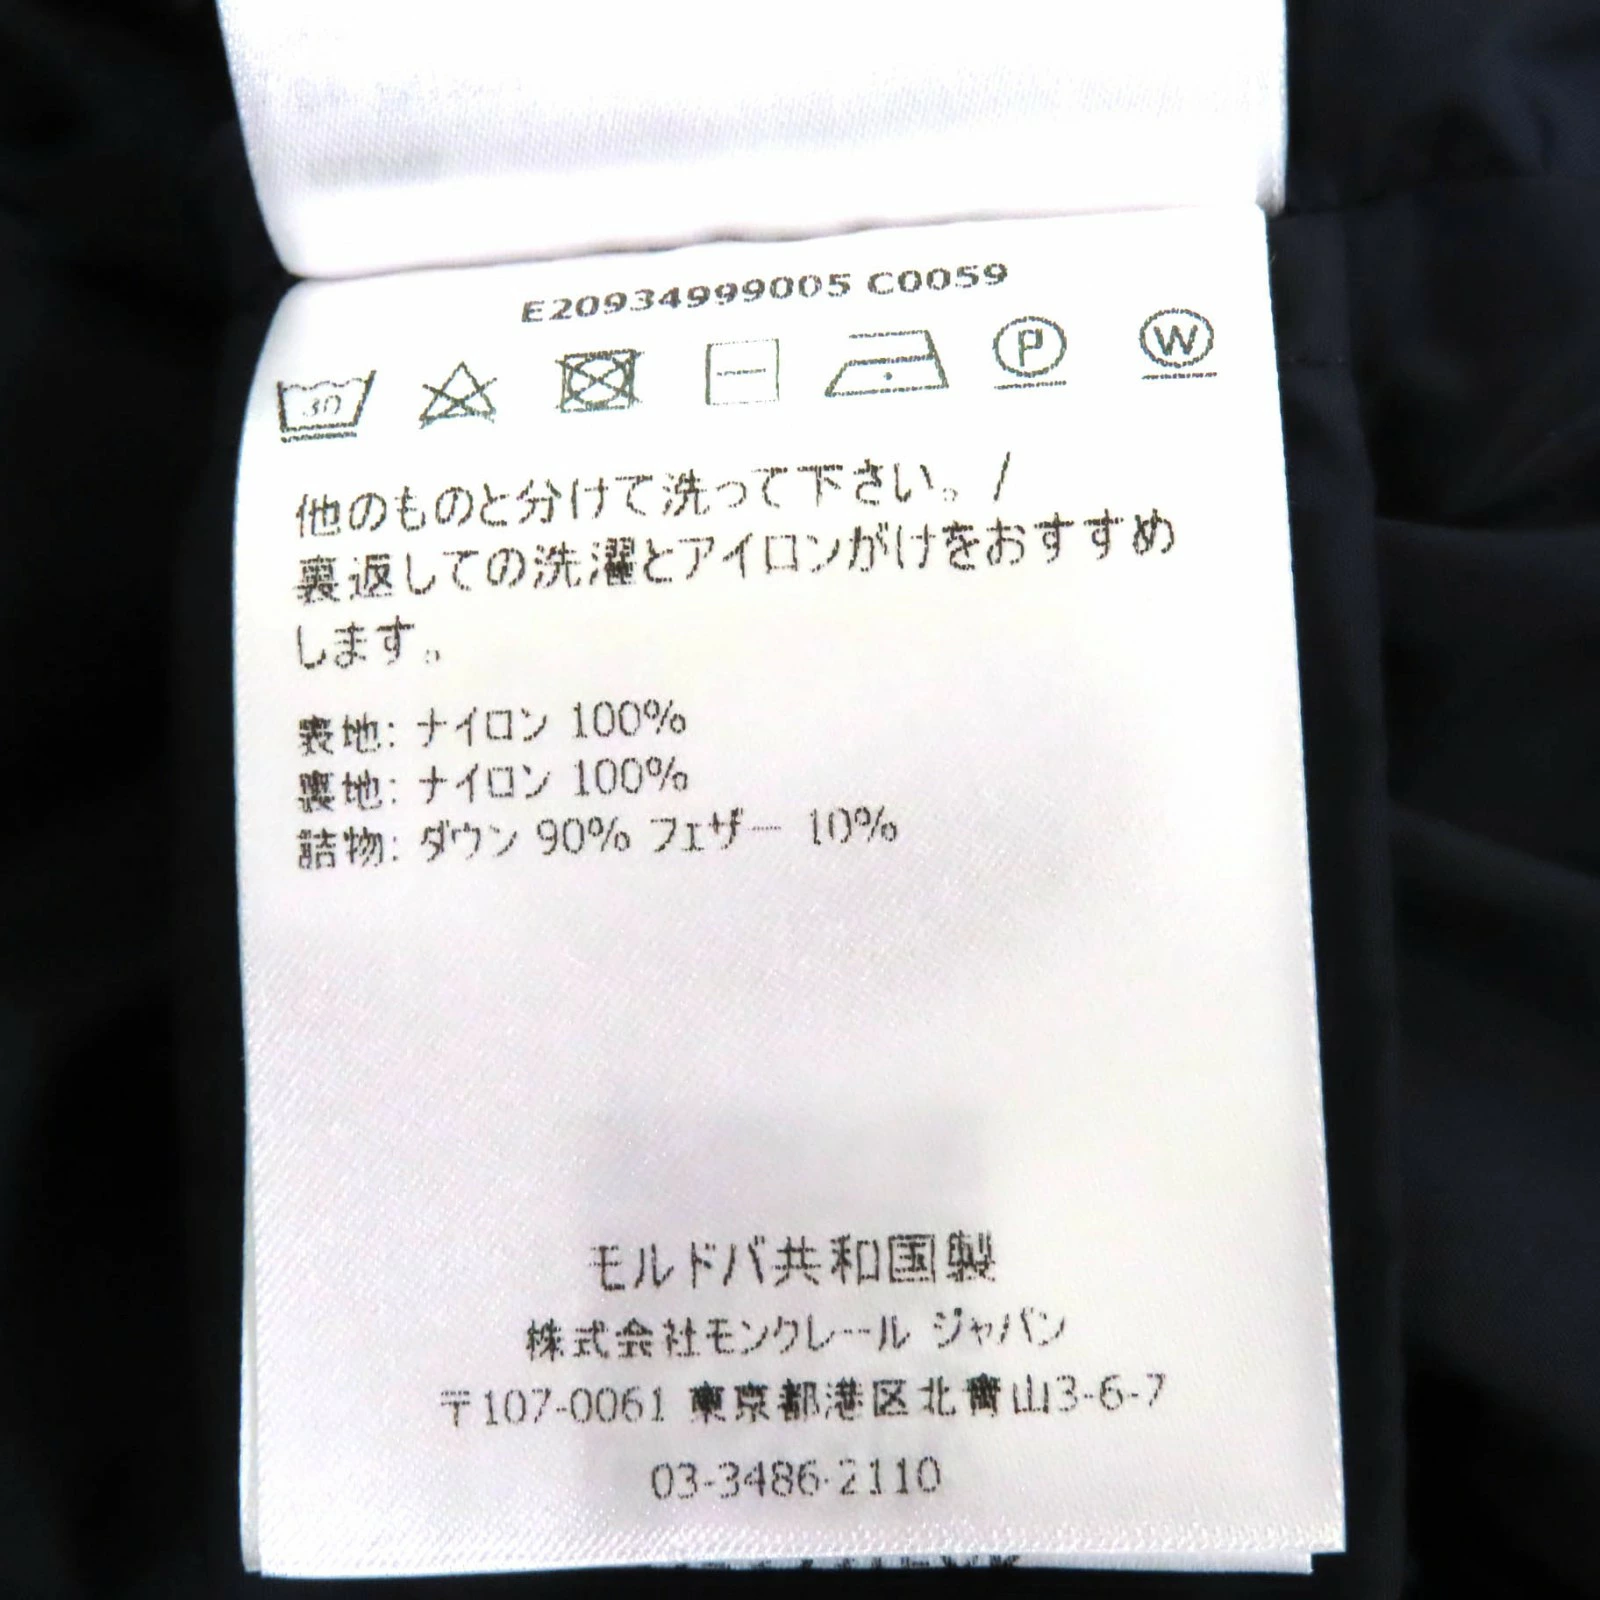 E20934999005 C0059
30 P W
他のものと分けて洗って下さい。/
裏返しての洗濯とアイロンがけをおすすめ
します。
表地: ナイロン 100%
裏地: ナイロン 100%
詰物: ダウン 90% フェザー 10%
モルドバ共和国製
株式会社モンクレール ジャパン
〒107-0061 東京都港区北青山3-6-7
03-3486-2110